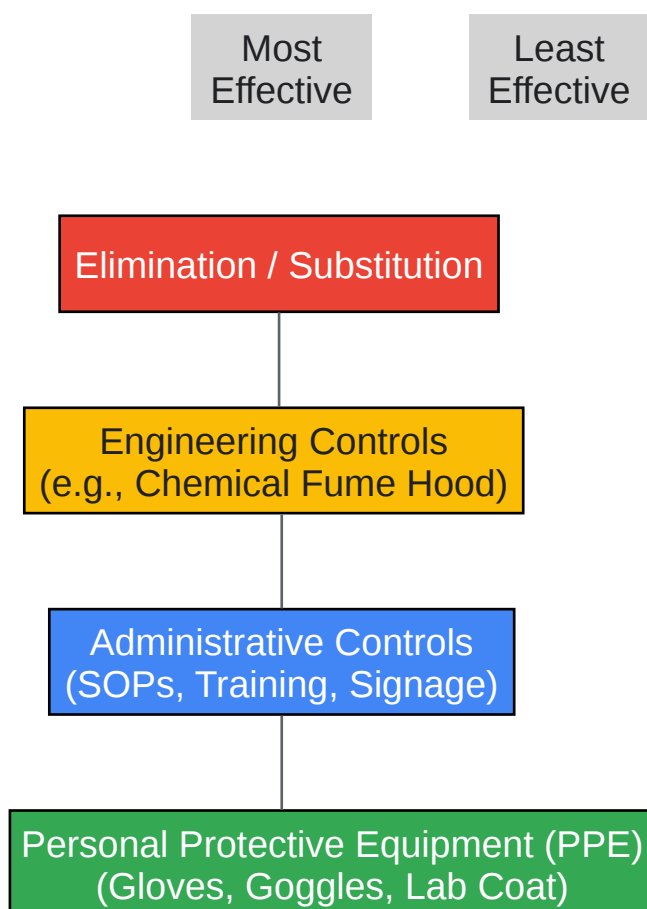 Most
Effective
Least
Effective
Elimination / Substitution
Engineering Controls
(e.g., Chemical Fume Hood)
Administrative Controls
(SOPs, Training, Signage)
Personal Protective Equipment (PPE)
(Gloves, Goggles, Lab Coat)